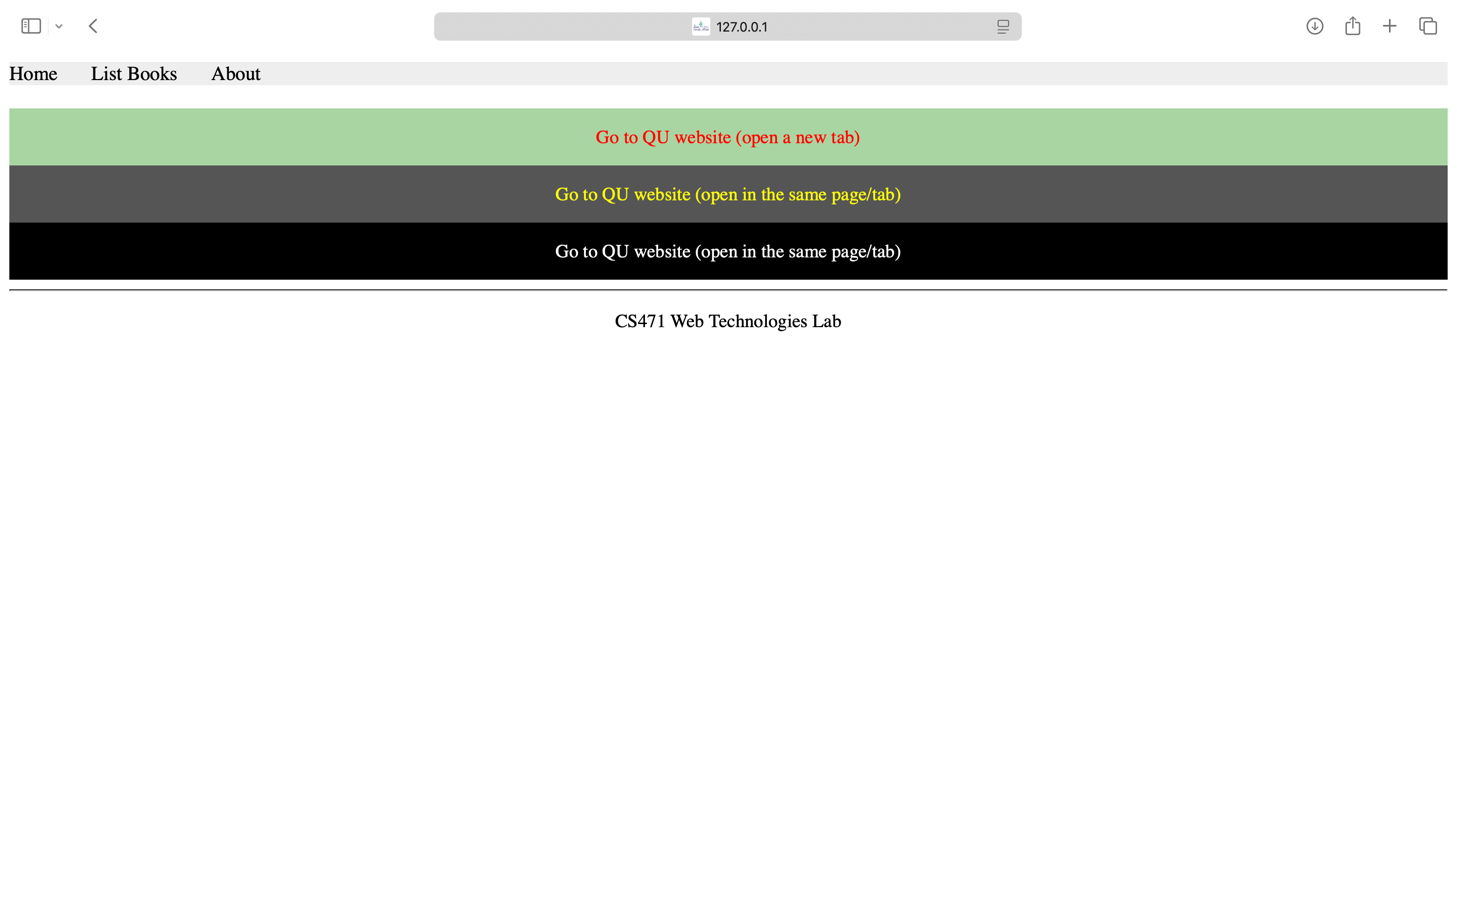 127.0.0.1
Home List Books About
Go to QU website (open a new tab)
Go to QU website (open in the same page/tab)
Go to QU website (open in the same page/tab)
CS471 Web Technologies Lab